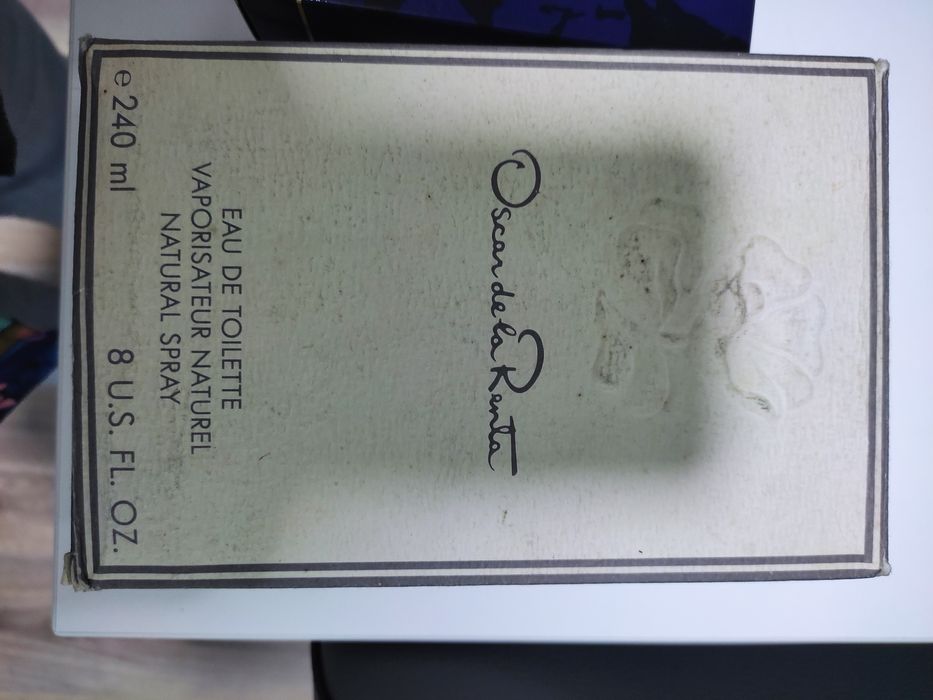 Oscar de la Renta
EAU DE TOILETTE
VAPORISATEUR NATUREL
NATURAL SPRAY
e 240 ml 8 U.S. FL. OZ.